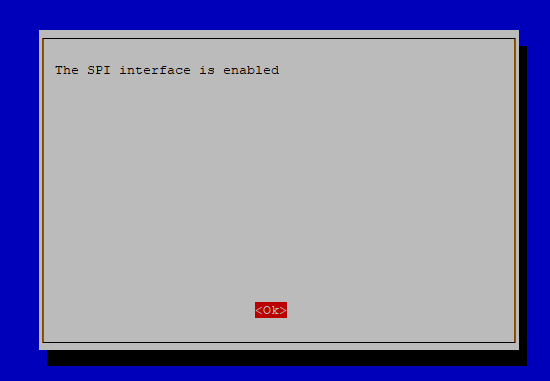 The SPI interface is enabled
<Ok>